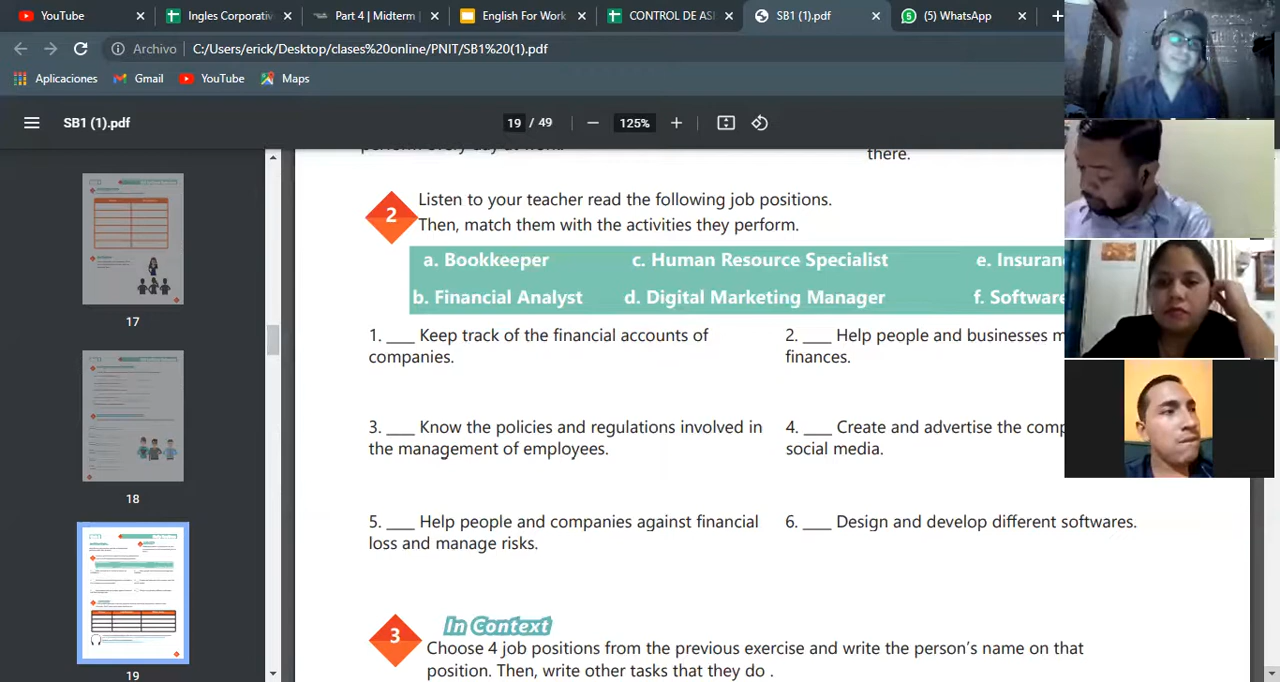 YouTube
Ingles Corporativ
Part 4 | Midterm
English For Work
CONTROL DE ASI
SB1 (1).pdf
(5) WhatsApp
Archivo
C:/Users/erick/Desktop/clases%20online/PNIT/SB1%20(1).pdf
Aplicaciones
Gmail
YouTube
Maps
SB1 (1).pdf
19 / 49
125%
there.
2
Listen to your teacher read the following job positions.
Then, match them with the activities they perform.
a. Bookkeeper
c. Human Resource Specialist
e. Insuran
b. Financial Analyst
d. Digital Marketing Manager
f. Software
1. ___ Keep track of the financial accounts of
companies.
2. ___ Help people and businesses m
finances.
3. ___ Know the policies and regulations involved in
the management of employees.
4. ___ Create and advertise the comp
social media.
5. ___ Help people and companies against financial
loss and manage risks.
6. ___ Design and develop different softwares.
3
In Context
Choose 4 job positions from the previous exercise and write the person's name on that
position. Then, write other tasks that they do .
17
18
19